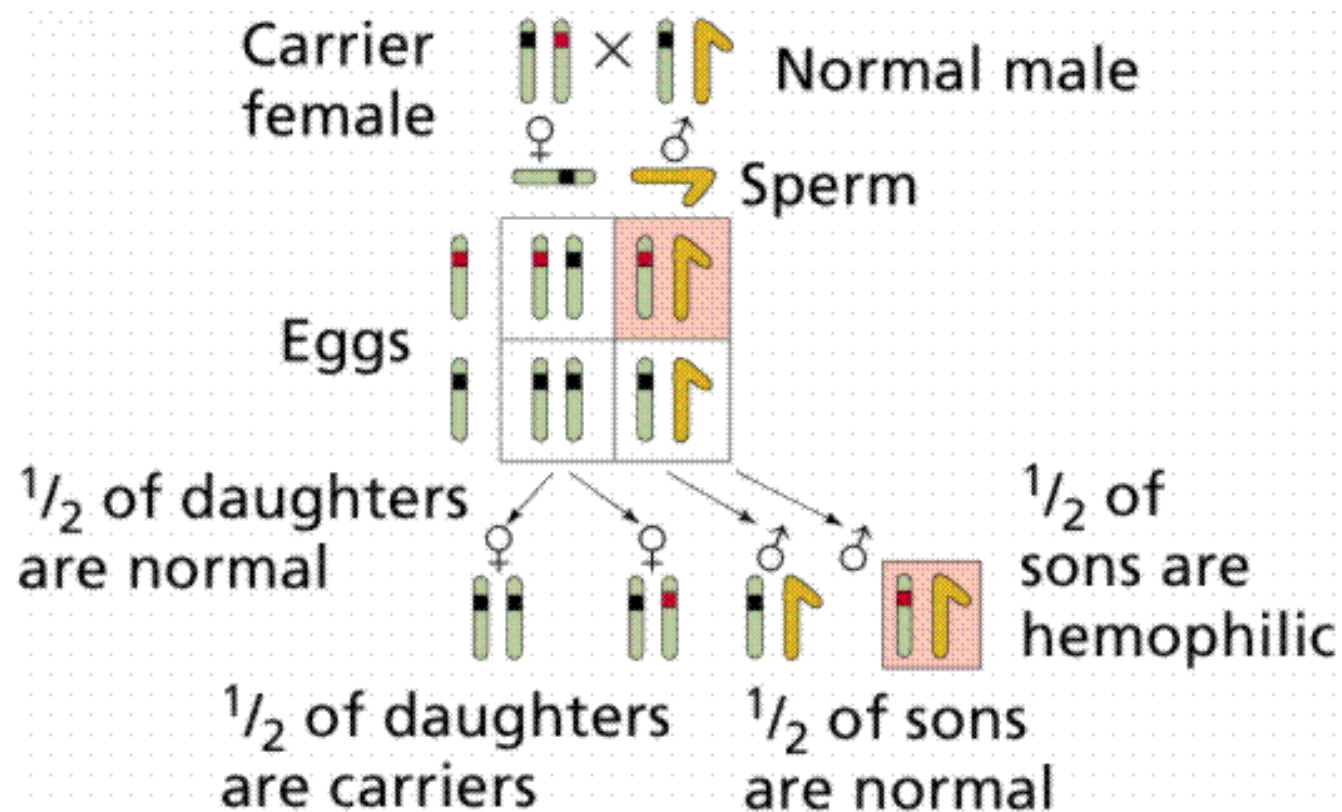 Carrier
female
Normal male
Sperm
Eggs
1/2 of daughters
are normal
1/2 of
sons are
hemophilic
1/2 of daughters
are carriers
1/2 of sons
are normal